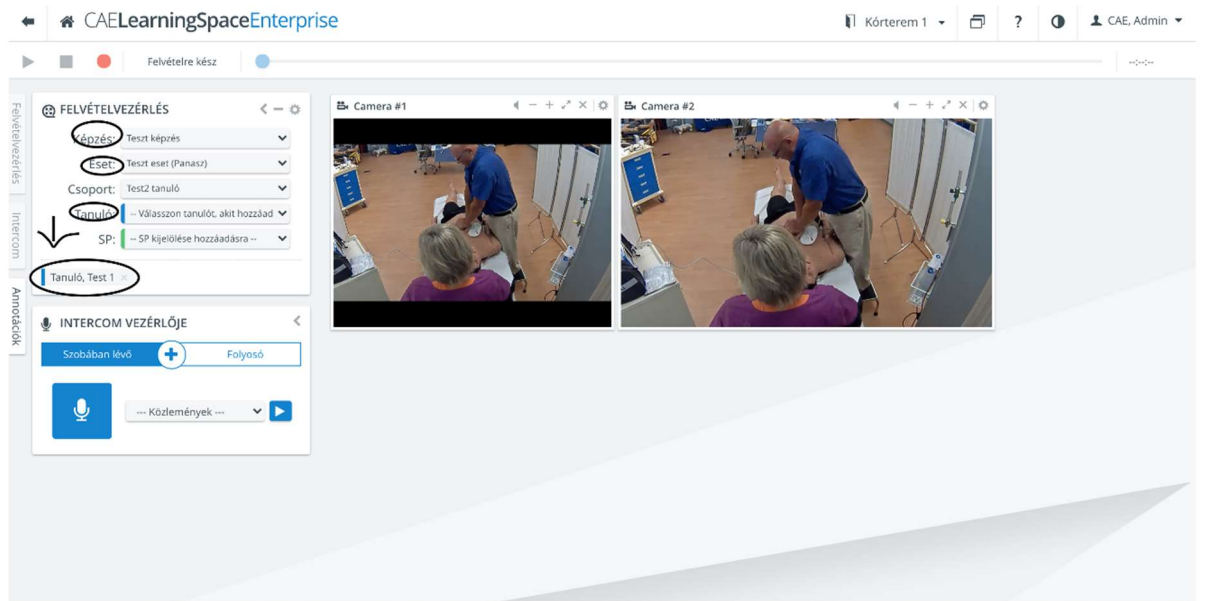 CAELearningSpaceEnterprise
Kórterem 1
?
CAE, Admin
Felvételre kész
--:--:--
Felvételvezérlés
Intercom
Annotációk
FELVÉTELVEZÉRLÉS
Képzés: Teszt képzés
Eset: Teszt eset (Panasz)
Csoport: Test2 tanuló
Tanuló -- Válasszon tanulót, akit hozzáad
SP: -- SP kijelölése hozzáadásra --
Tanuló, Test 1 ×
INTERCOM VEZÉRLŐJE
Szobában lévő + Folyosó
--- Közlemények ---
Camera #1
Camera #2